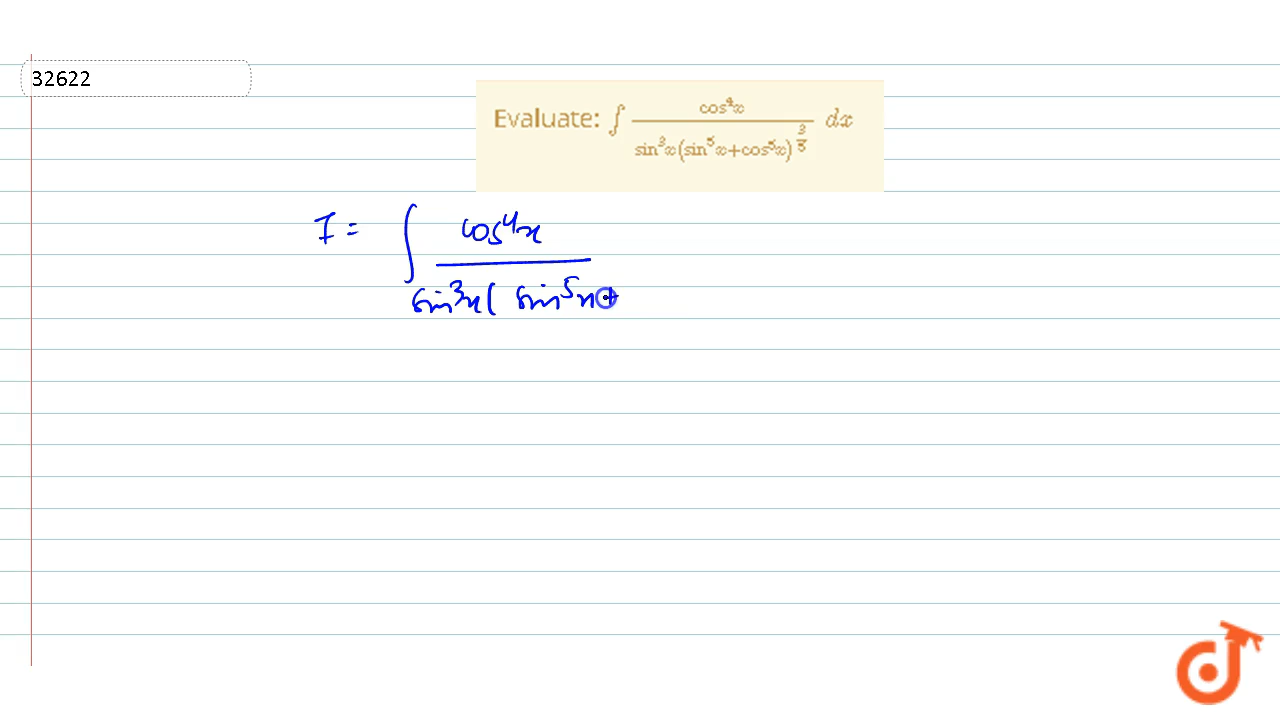 32622
Evaluate: ∫ cos⁴x / sin³x(sin⁵x+cos⁵x)^(3/5) dx
I = ∫ cos⁴x / sin³x( sin⁵x+